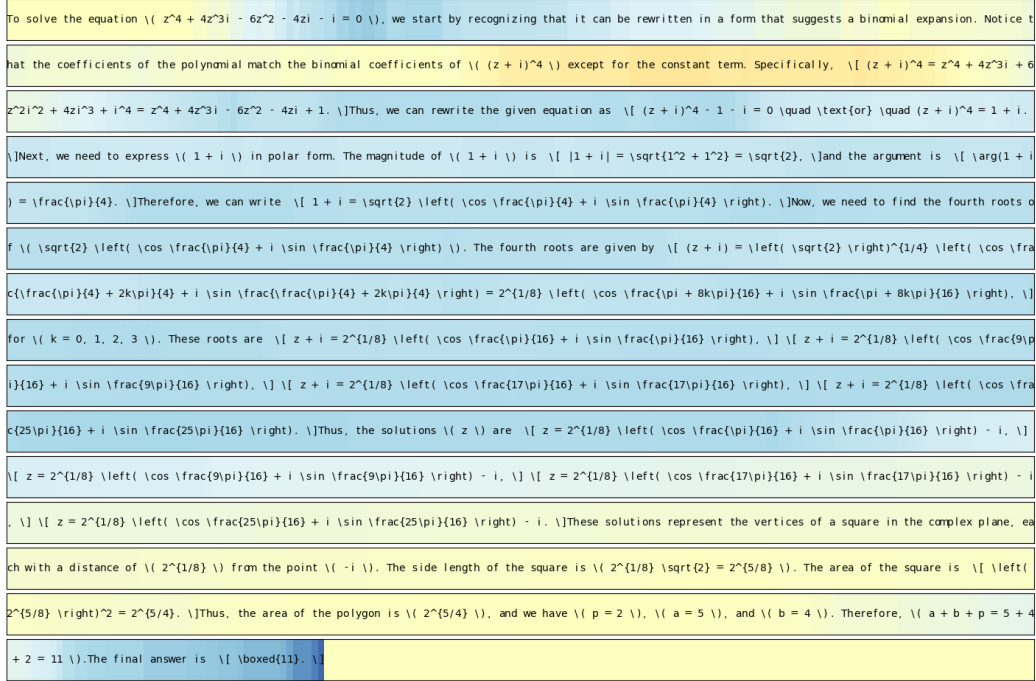 To solve the equation \( z^4 + 4z^3i - 6z^2 - 4zi - i = 0 \), we start by recognizing that it can be rewritten in a form that suggests a binomial expansion. Notice t
hat the coefficients of the polynomial match the binomial coefficients of \( (z + i)^4 \) except for the constant term. Specifically,  \[ (z + i)^4 = z^4 + 4z^3i + 6
z^2i^2 + 4zi^3 + i^4 = z^4 + 4z^3i - 6z^2 - 4zi + 1. \]Thus, we can rewrite the given equation as  \[ (z + i)^4 - 1 - i = 0 \quad \text{or} \quad (z + i)^4 = 1 + i.
\]Next, we need to express \( 1 + i \) in polar form. The magnitude of \( 1 + i \) is  \[ |1 + i| = \sqrt{1^2 + 1^2} = \sqrt{2}, \]and the argument is  \[ \arg(1 + i
) = \frac{\pi}{4}. \]Therefore, we can write  \[ 1 + i = \sqrt{2} \left( \cos \frac{\pi}{4} + i \sin \frac{\pi}{4} \right). \]Now, we need to find the fourth roots o
f \( \sqrt{2} \left( \cos \frac{\pi}{4} + i \sin \frac{\pi}{4} \right) \). The fourth roots are given by  \[ (z + i) = \left( \sqrt{2} \right)^{1/4} \left( \cos \fra
c{\frac{\pi}{4} + 2k\pi}{4} + i \sin \frac{\frac{\pi}{4} + 2k\pi}{4} \right) = 2^{1/8} \left( \cos \frac{\pi + 8k\pi}{16} + i \sin \frac{\pi + 8k\pi}{16} \right), \]
for \( k = 0, 1, 2, 3 \). These roots are  \[ z + i = 2^{1/8} \left( \cos \frac{\pi}{16} + i \sin \frac{\pi}{16} \right), \] \[ z + i = 2^{1/8} \left( \cos \frac{9\p
i}{16} + i \sin \frac{9\pi}{16} \right), \] \[ z + i = 2^{1/8} \left( \cos \frac{17\pi}{16} + i \sin \frac{17\pi}{16} \right), \] \[ z + i = 2^{1/8} \left( \cos \fra
c{25\pi}{16} + i \sin \frac{25\pi}{16} \right). \]Thus, the solutions \( z \) are  \[ z = 2^{1/8} \left( \cos \frac{\pi}{16} + i \sin \frac{\pi}{16} \right) - i, \]
\[ z = 2^{1/8} \left( \cos \frac{9\pi}{16} + i \sin \frac{9\pi}{16} \right) - i, \] \[ z = 2^{1/8} \left( \cos \frac{17\pi}{16} + i \sin \frac{17\pi}{16} \right) - i
, \] \[ z = 2^{1/8} \left( \cos \frac{25\pi}{16} + i \sin \frac{25\pi}{16} \right) - i. \]These solutions represent the vertices of a square in the complex plane, ea
ch with a distance of \( 2^{1/8} \) from the point \( -i \). The side length of the square is \( 2^{1/8} \sqrt{2} = 2^{5/8} \). The area of the square is  \[ \left(
2^{5/8} \right)^2 = 2^{5/4}. \]Thus, the area of the polygon is \( 2^{5/4} \), and we have \( p = 2 \), \( a = 5 \), and \( b = 4 \). Therefore, \( a + b + p = 5 + 4
+ 2 = 11 \).The final answer is  \[ \boxed{11}. \]